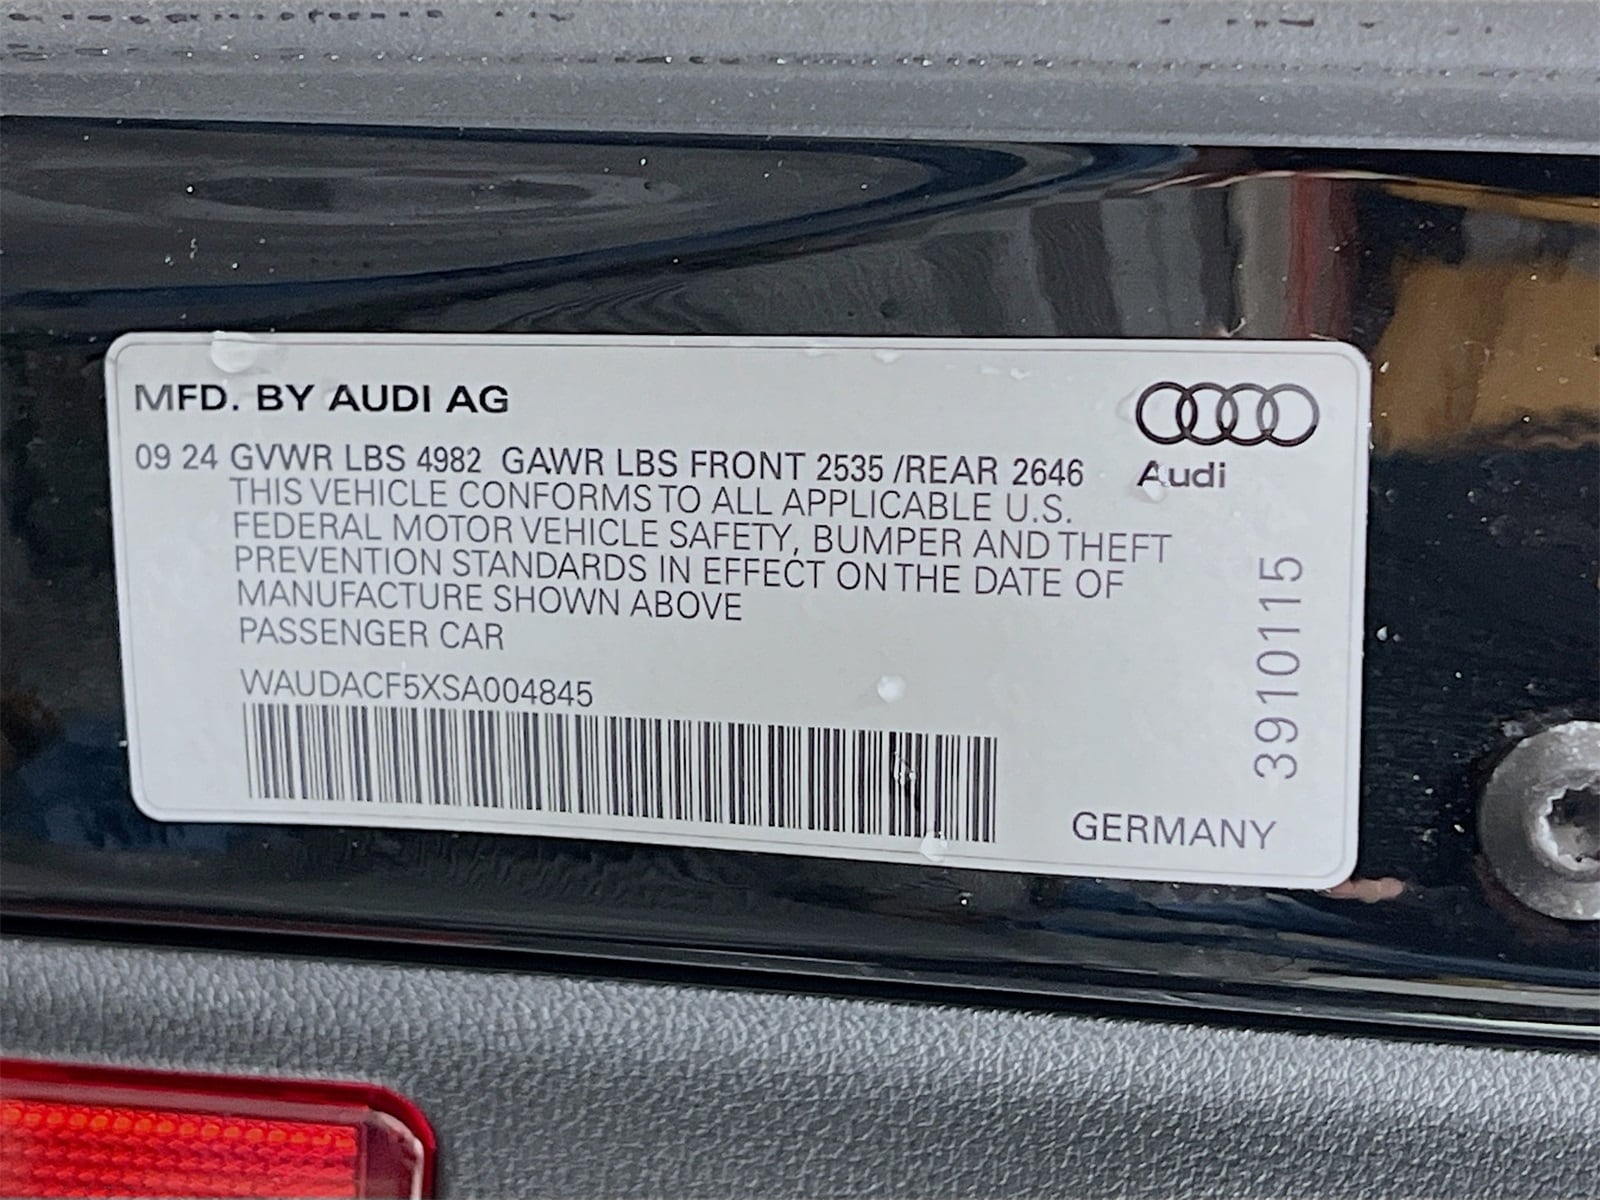 MFD. BY AUDI AG
09 24 GVWR LBS 4982 GAWR LBS FRONT 2535 /REAR 2646
THIS VEHICLE CONFORMS TO ALL APPLICABLE U.S.
FEDERAL MOTOR VEHICLE SAFETY, BUMPER AND THEFT
PREVENTION STANDARDS IN EFFECT ON THE DATE OF
MANUFACTURE SHOWN ABOVE
PASSENGER CAR
WAUDACF5XSA004845
Audi
3910115
GERMANY